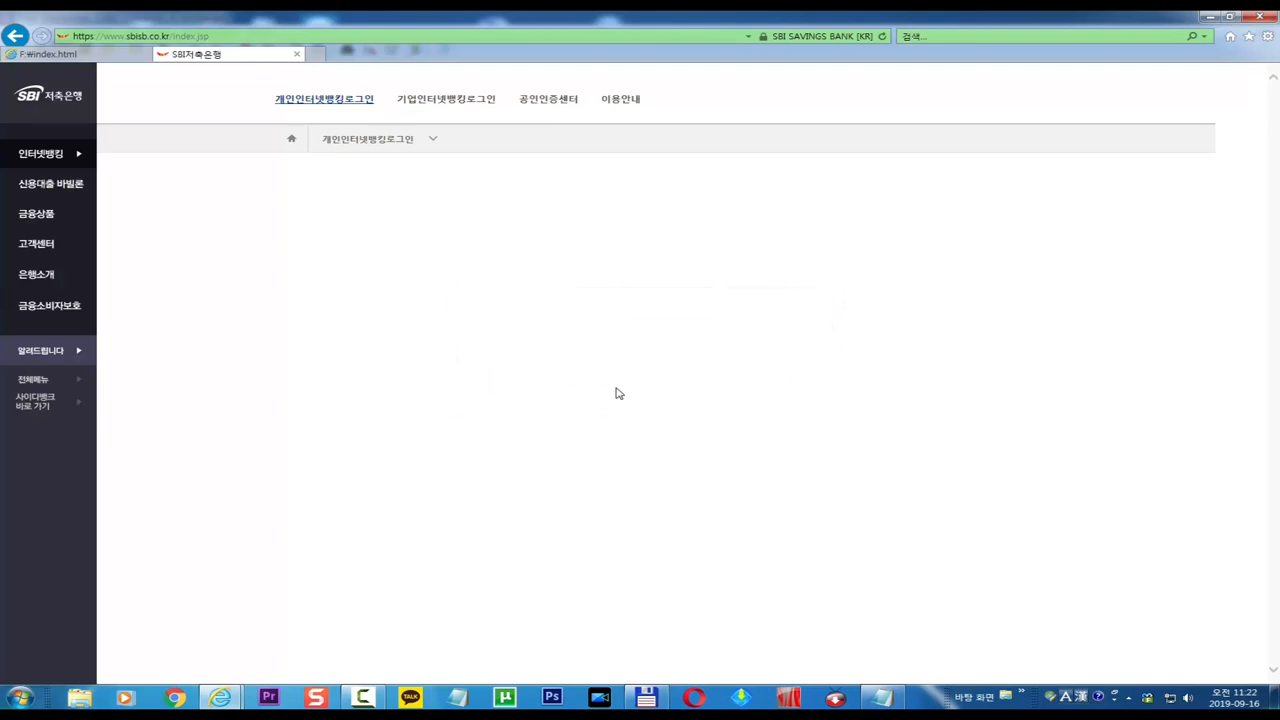 https://www.sbisb.co.kr/index.jsp
SBI SAVINGS BANK [KR]
검색...
F:\index.html
SBI저축은행
SBI 저축은행
개인인터넷뱅킹로그인
기업인터넷뱅킹로그인
공인인증센터
이용안내
개인인터넷뱅킹로그인
인터넷뱅킹
신용대출 바빌론
금융상품
고객센터
은행소개
금융소비자보호
알려드립니다
전체메뉴
사이다뱅크
바로 가기
Pr
S
C
TALK
µ
Ps
바탕 화면
A 漢
오전 11:22
2019-09-16